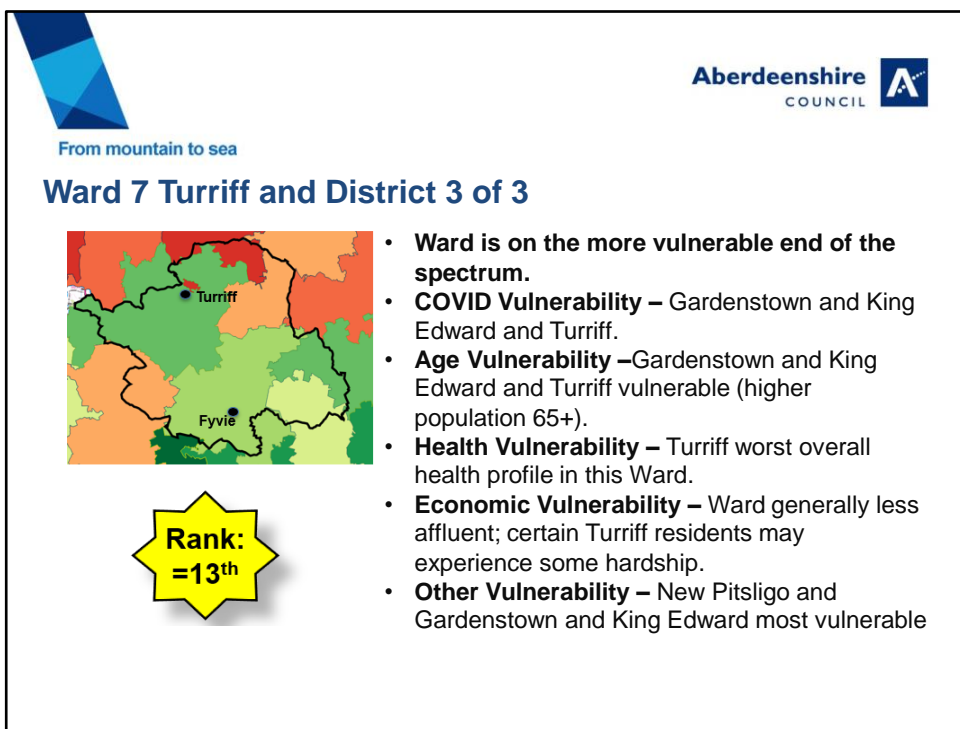 Aberdeenshire
COUNCIL
From mountain to sea
Ward 7 Turriff and District 3 of 3
Turriff
Fyvie
Rank:
=13th
• Ward is on the more vulnerable end of the
spectrum.
• COVID Vulnerability – Gardenstown and King
Edward and Turriff.
• Age Vulnerability –Gardenstown and King
Edward and Turriff vulnerable (higher
population 65+).
• Health Vulnerability – Turriff worst overall
health profile in this Ward.
• Economic Vulnerability – Ward generally less
affluent; certain Turriff residents may
experience some hardship.
• Other Vulnerability – New Pitsligo and
Gardenstown and King Edward most vulnerable